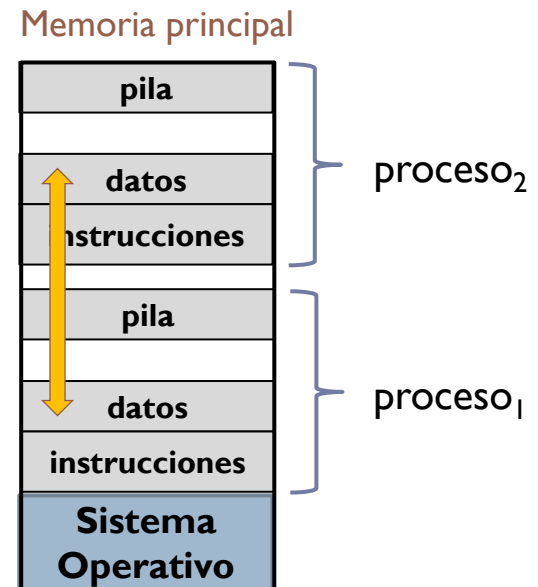 Memoria principal
pila
datos
proceso₂
instrucciones
pila
datos
proceso₁
instrucciones
Sistema
Operativo